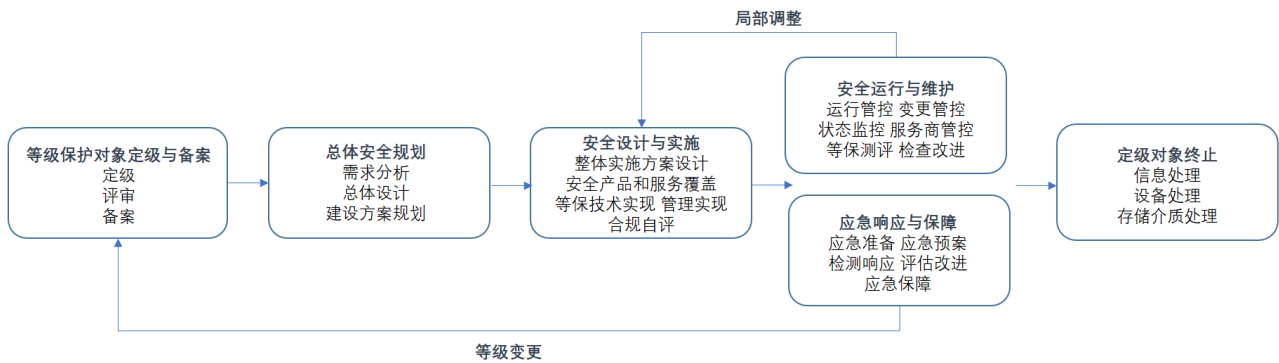 局部调整
等级保护对象定级与备案
定级
评审
备案
总体安全规划
需求分析
总体设计
建设方案规划
安全设计与实施
整体实施方案设计
安全产品和服务覆盖
等保技术实现 管理实现
合规自评
安全运行与维护
运行管控 变更管控
状态监控 服务商管控
等保测评 检查改进
应急响应与保障
应急准备 应急预案
检测响应 评估改进
应急保障
定级对象终止
信息处理
设备处理
存储介质处理
等级变更